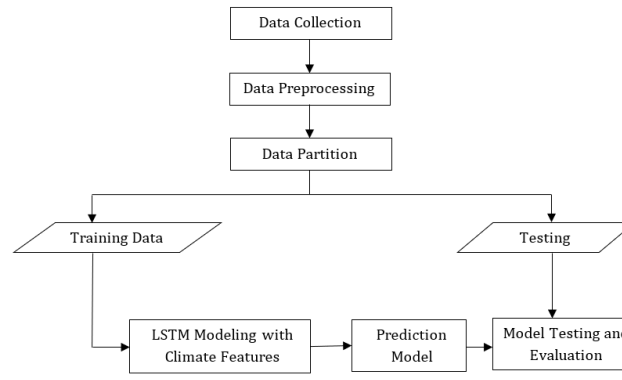 Data Collection
Data Preprocessing
Data Partition
Training Data
Testing
LSTM Modeling with
Climate Features
Prediction
Model
Model Testing and
Evaluation